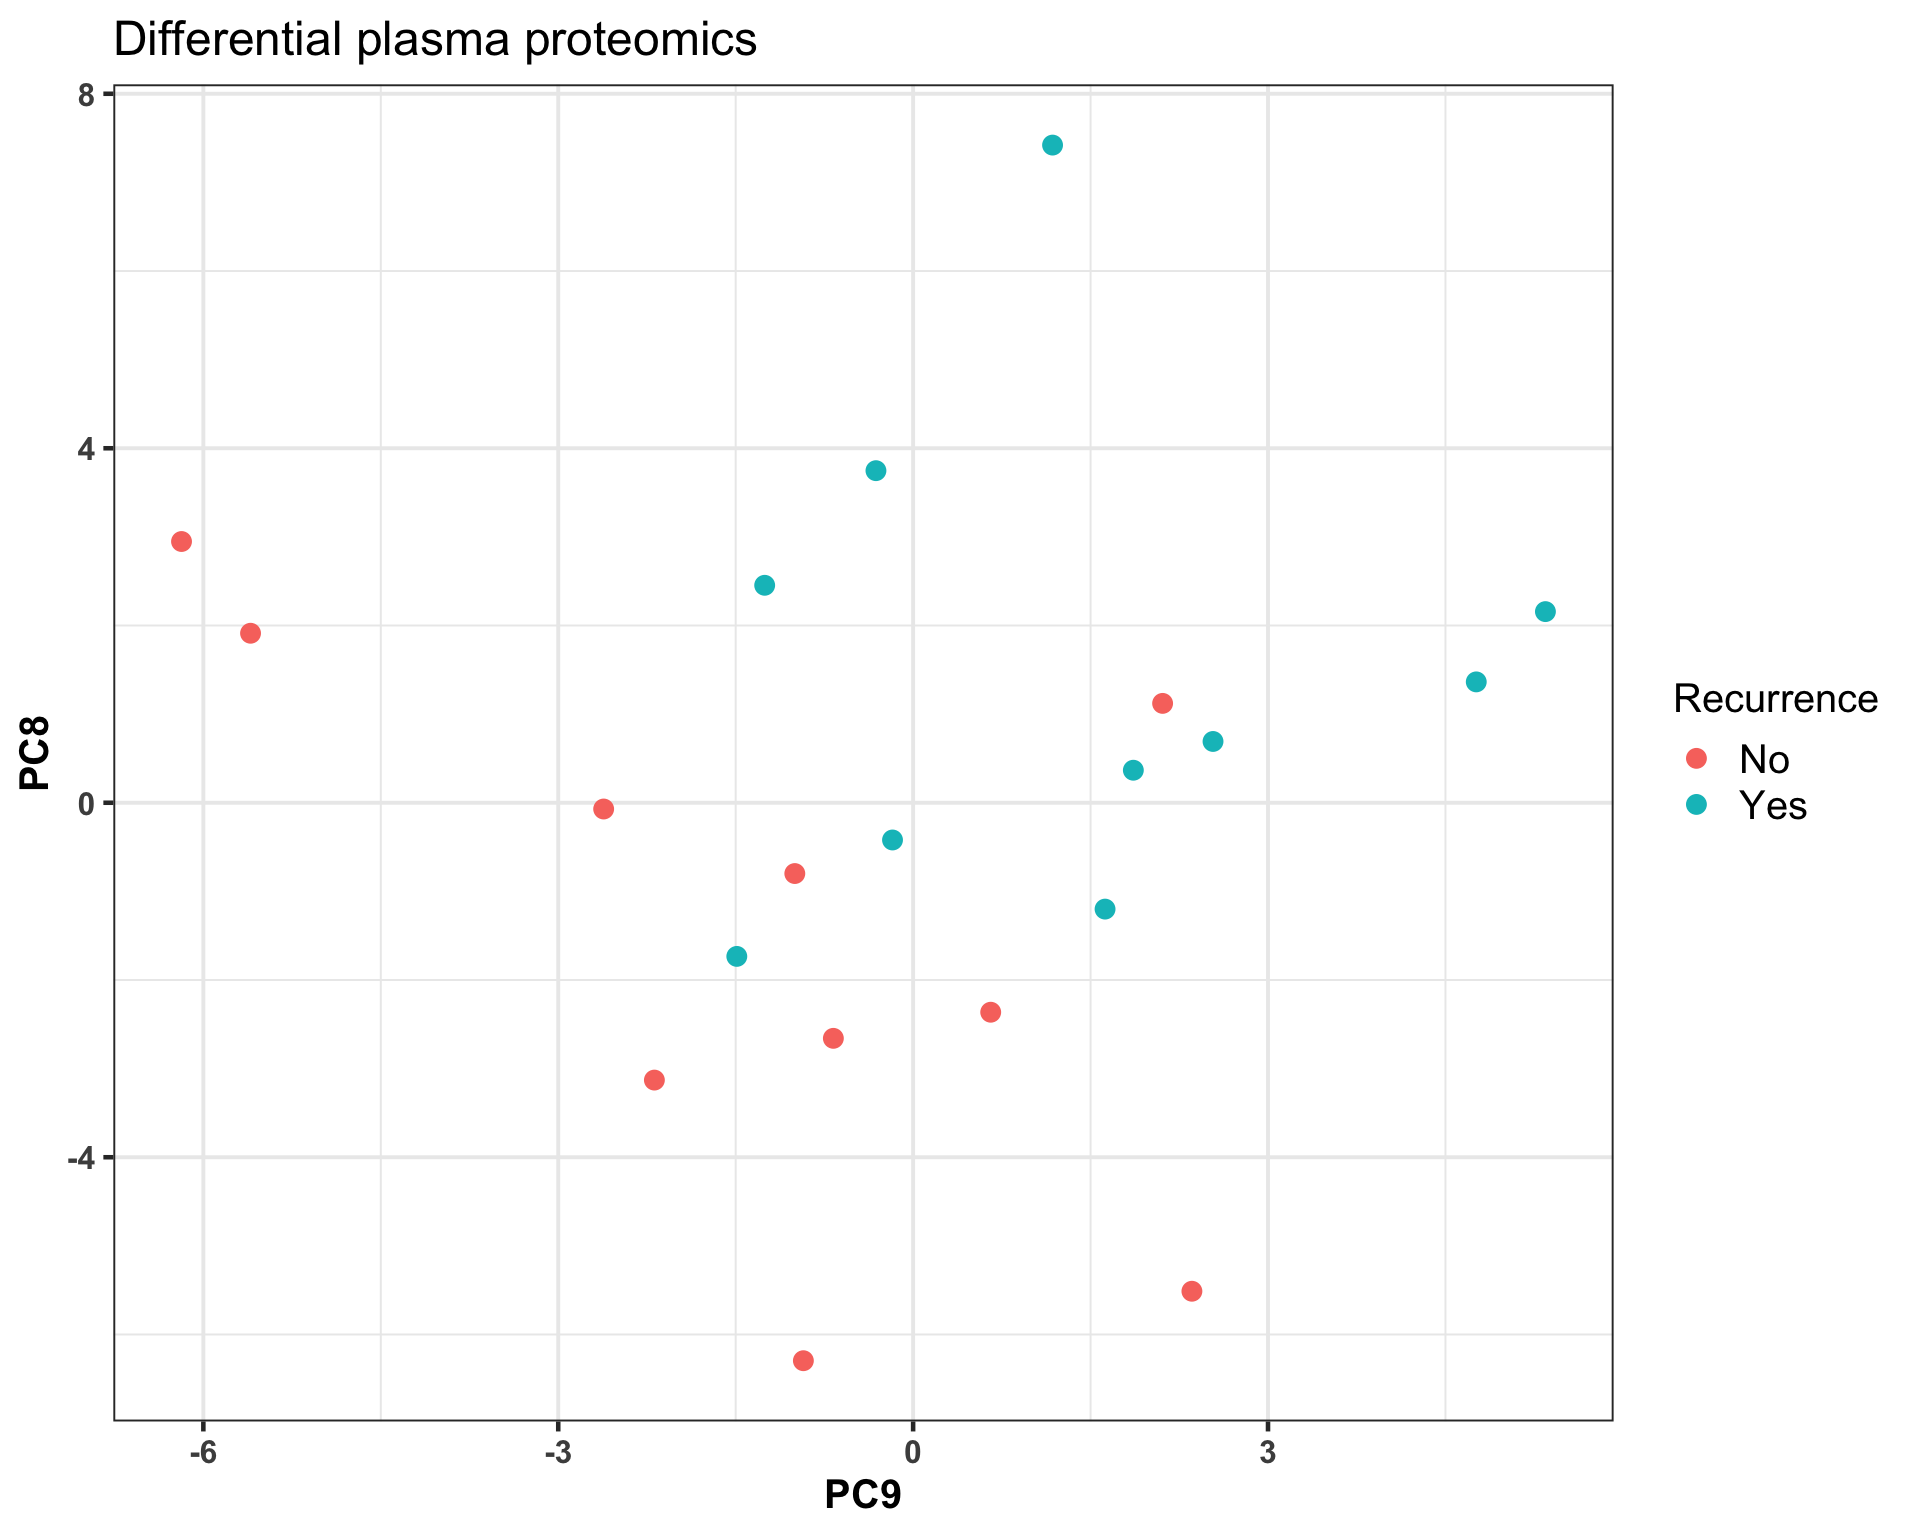 Differential plasma proteomics
8
4
0
-4
PC8
-6 -3 0 3
PC9
Recurrence
No
Yes